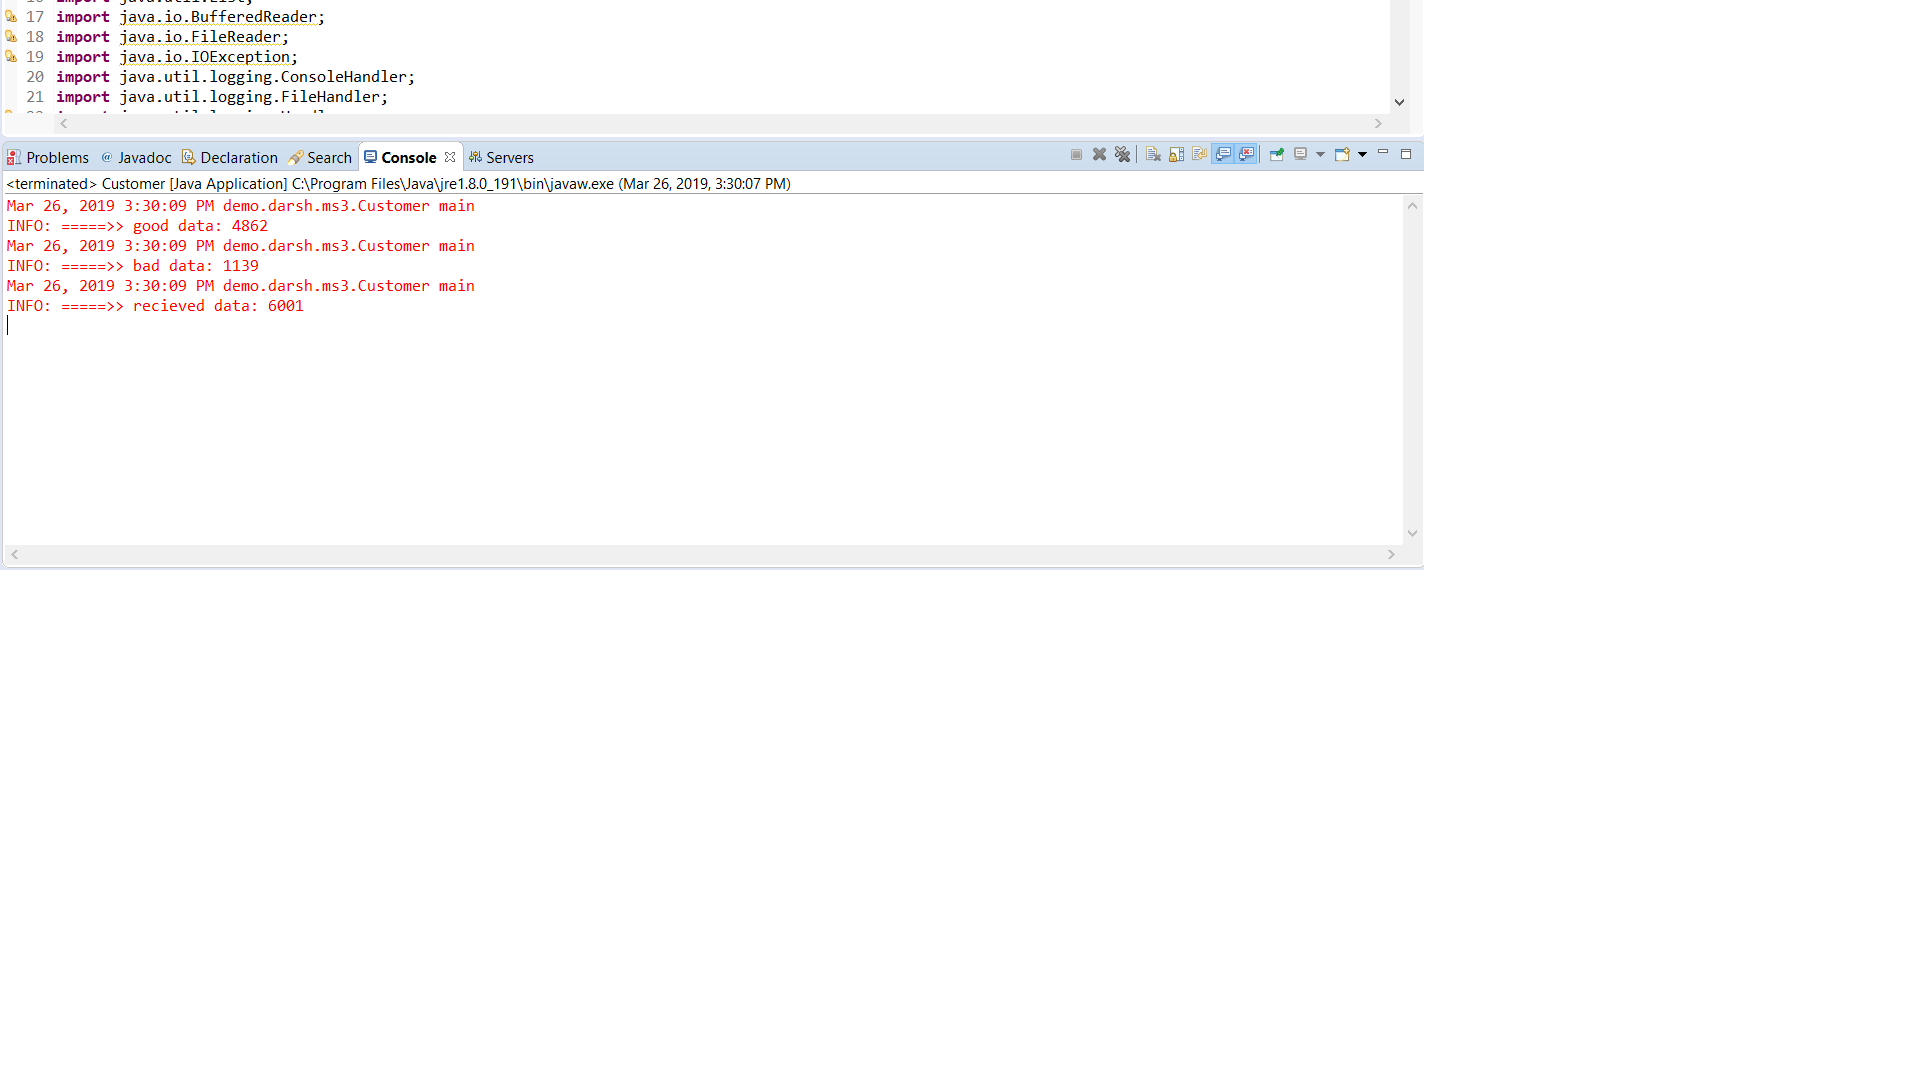 17 import java.io.BufferedReader;
18 import java.io.FileReader;
19 import java.io.IOException;
20 import java.util.logging.ConsoleHandler;
21 import java.util.logging.FileHandler;
Problems @ Javadoc Declaration Search Console Servers
<terminated> Customer [Java Application] C:\Program Files\Java\jre1.8.0_191\bin\javaw.exe (Mar 26, 2019, 3:30:07 PM)
Mar 26, 2019 3:30:09 PM demo.darsh.ms3.Customer main
INFO: =====>> good data: 4862
Mar 26, 2019 3:30:09 PM demo.darsh.ms3.Customer main
INFO: =====>> bad data: 1139
Mar 26, 2019 3:30:09 PM demo.darsh.ms3.Customer main
INFO: =====>> recieved data: 6001